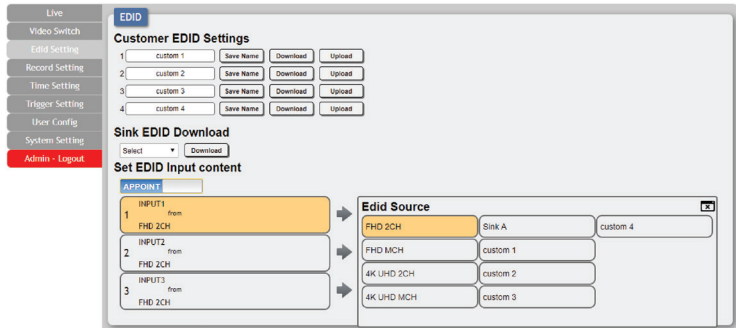 Live
Video Switch
Edid Setting
Record Setting
Time Setting
Trigger Setting
User Config
System Setting
Admin - Logout
EDID
Customer EDID Settings
1 custom 1 Save Name Download Upload
2 custom 2 Save Name Download Upload
3 custom 3 Save Name Download Upload
4 custom 4 Save Name Download Upload
Sink EDID Download
Select Download
Set EDID Input content
APPOINT
INPUT1
1 from
FHD 2CH
INPUT2
2 from
FHD 2CH
INPUT3
3 from
FHD 2CH
Edid Source
FHD 2CH Sink A custom 4
FHD MCH custom 1
4K UHD 2CH custom 2
4K UHD MCH custom 3